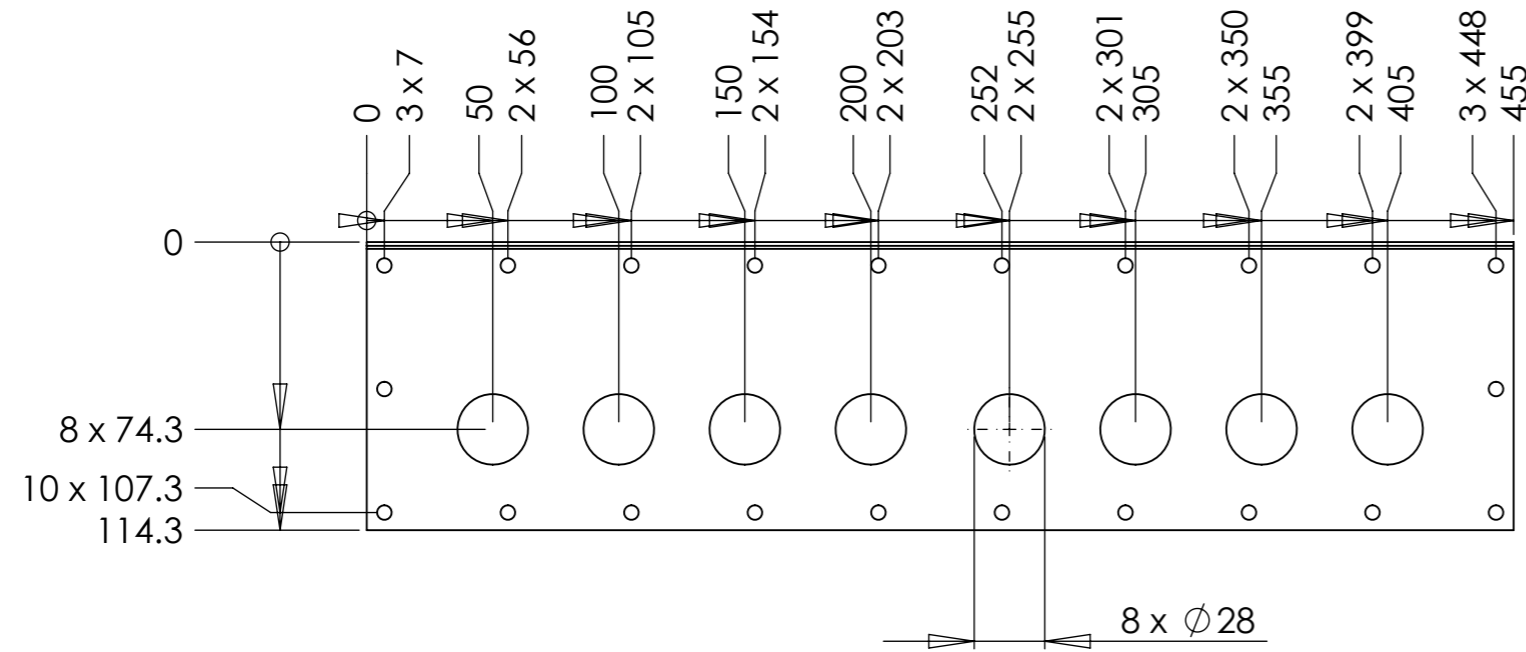 0
3 x 7
50
2 x 56
100
2 x 105
150
2 x 154
200
2 x 203
252
2 x 255
2 x 301
305
2 x 350
355
2 x 399
405
3 x 448
455
0
8 x 74.3
10 x 107.3
114.3
8 x ∅28